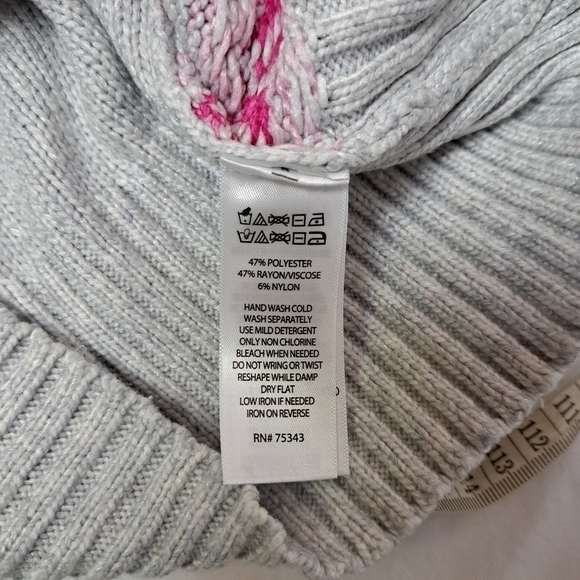 47% POLYESTER
47% RAYON/VISCOSE
6% NYLON
HAND WASH COLD
WASH SEPARATELY
USE MILD DETERGENT
ONLY NON CHLORINE
BLEACH WHEN NEEDED
DO NOT WRING OR TWIST
RESHAPE WHILE DAMP
DRY FLAT
LOW IRON IF NEEDED
IRON ON REVERSE
RN# 75343
112
113